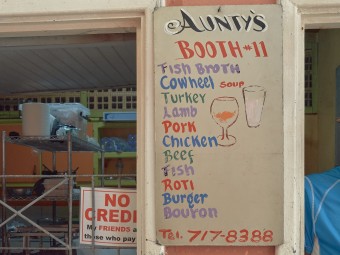 AUNTY'S
BOOTH #11
FISH BROTH
COWHEEL SOUP
TURKEY
LAMB
PORK
CHICKEN
BEEF
FISH
ROTI
BURGER
BOUYON
TEL. 717-8388
NO
CREDI
My FRIENDS a
those who pay